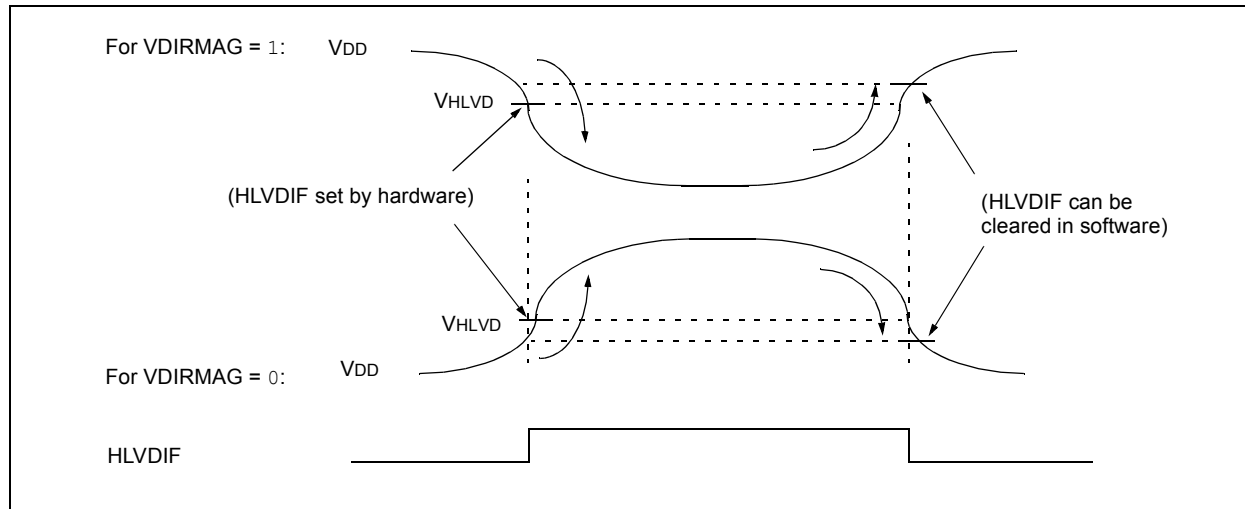 For VDIRMAG = 1: VDD
VHLVD
(HLVDIF set by hardware)
(HLVDIF can be
cleared in software)
VHLVD
For VDIRMAG = 0: VDD
HLVDIF